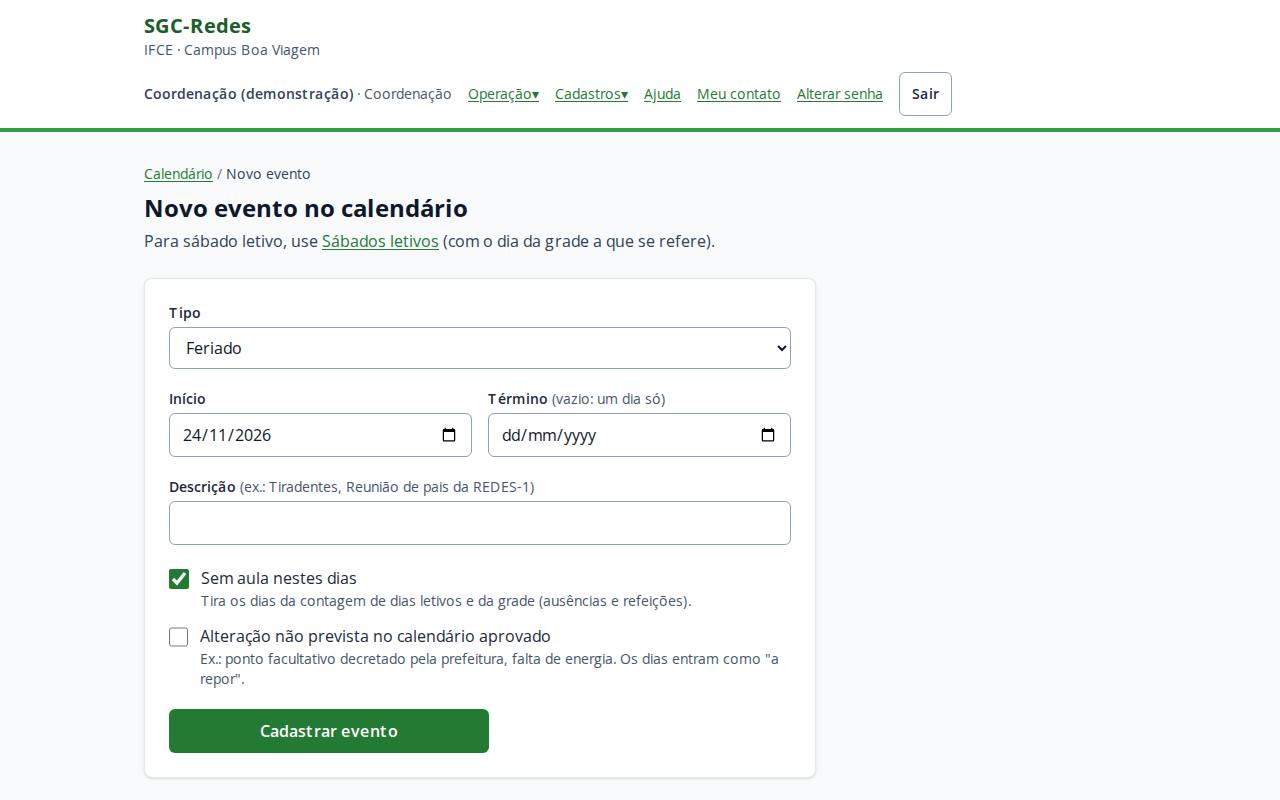 SGC-Redes
IFCE · Campus Boa Viagem
Coordenação (demonstração) · Coordenação Operação▾ Cadastros▾ Ajuda Meu contato Alterar senha Sair
Calendário / Novo evento
Novo evento no calendário
Para sábado letivo, use Sábados letivos (com o dia da grade a que se refere).
Tipo
Feriado
Início Término (vazio: um dia só)
24/11/2026 dd/mm/yyyy
Descrição (ex.: Tiradentes, Reunião de pais da REDES-1)
Sem aula nestes dias
Tira os dias da contagem de dias letivos e da grade (ausências e refeições).
Alteração não prevista no calendário aprovado
Ex.: ponto facultativo decretado pela prefeitura, falta de energia. Os dias entram como "a
repor".
Cadastrar evento